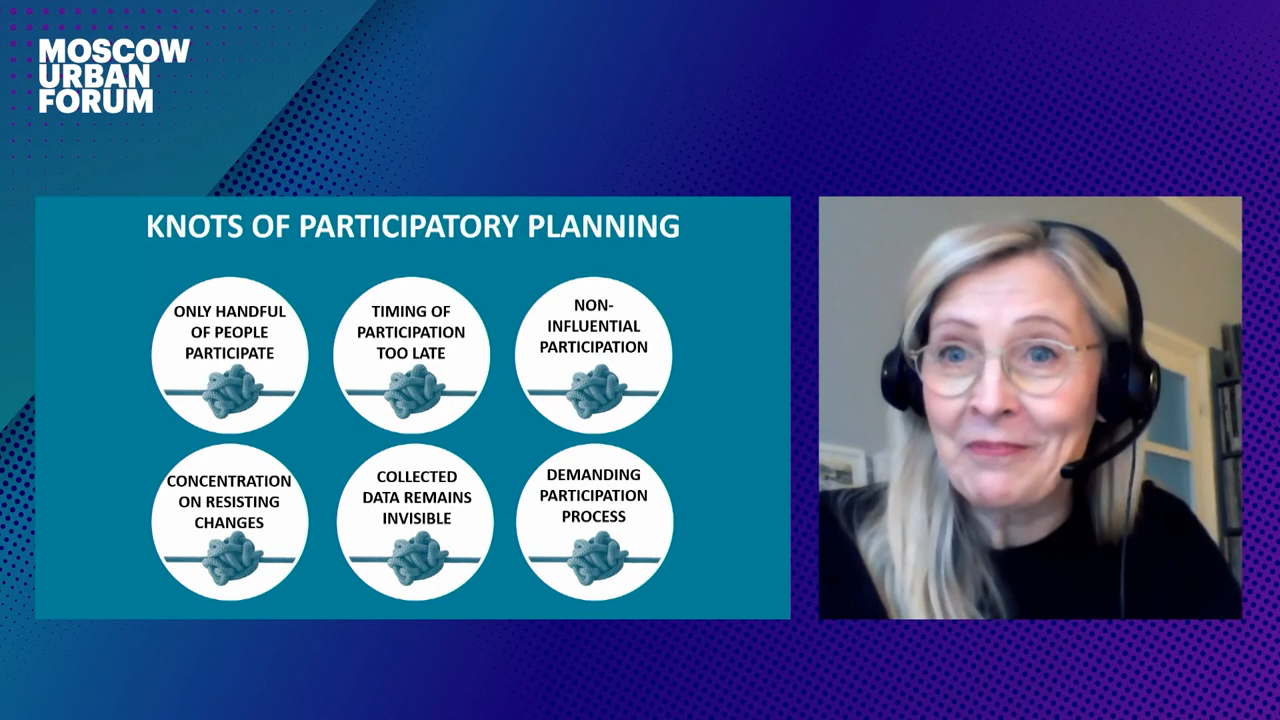 MOSCOW
URBAN
FORUM
KNOTS OF PARTICIPATORY PLANNING
ONLY HANDFUL
OF PEOPLE
PARTICIPATE
TIMING OF
PARTICIPATION
TOO LATE
NON-
INFLUENTIAL
PARTICIPATION
CONCENTRATION
ON RESISTING
CHANGES
COLLECTED
DATA REMAINS
INVISIBLE
DEMANDING
PARTICIPATION
PROCESS